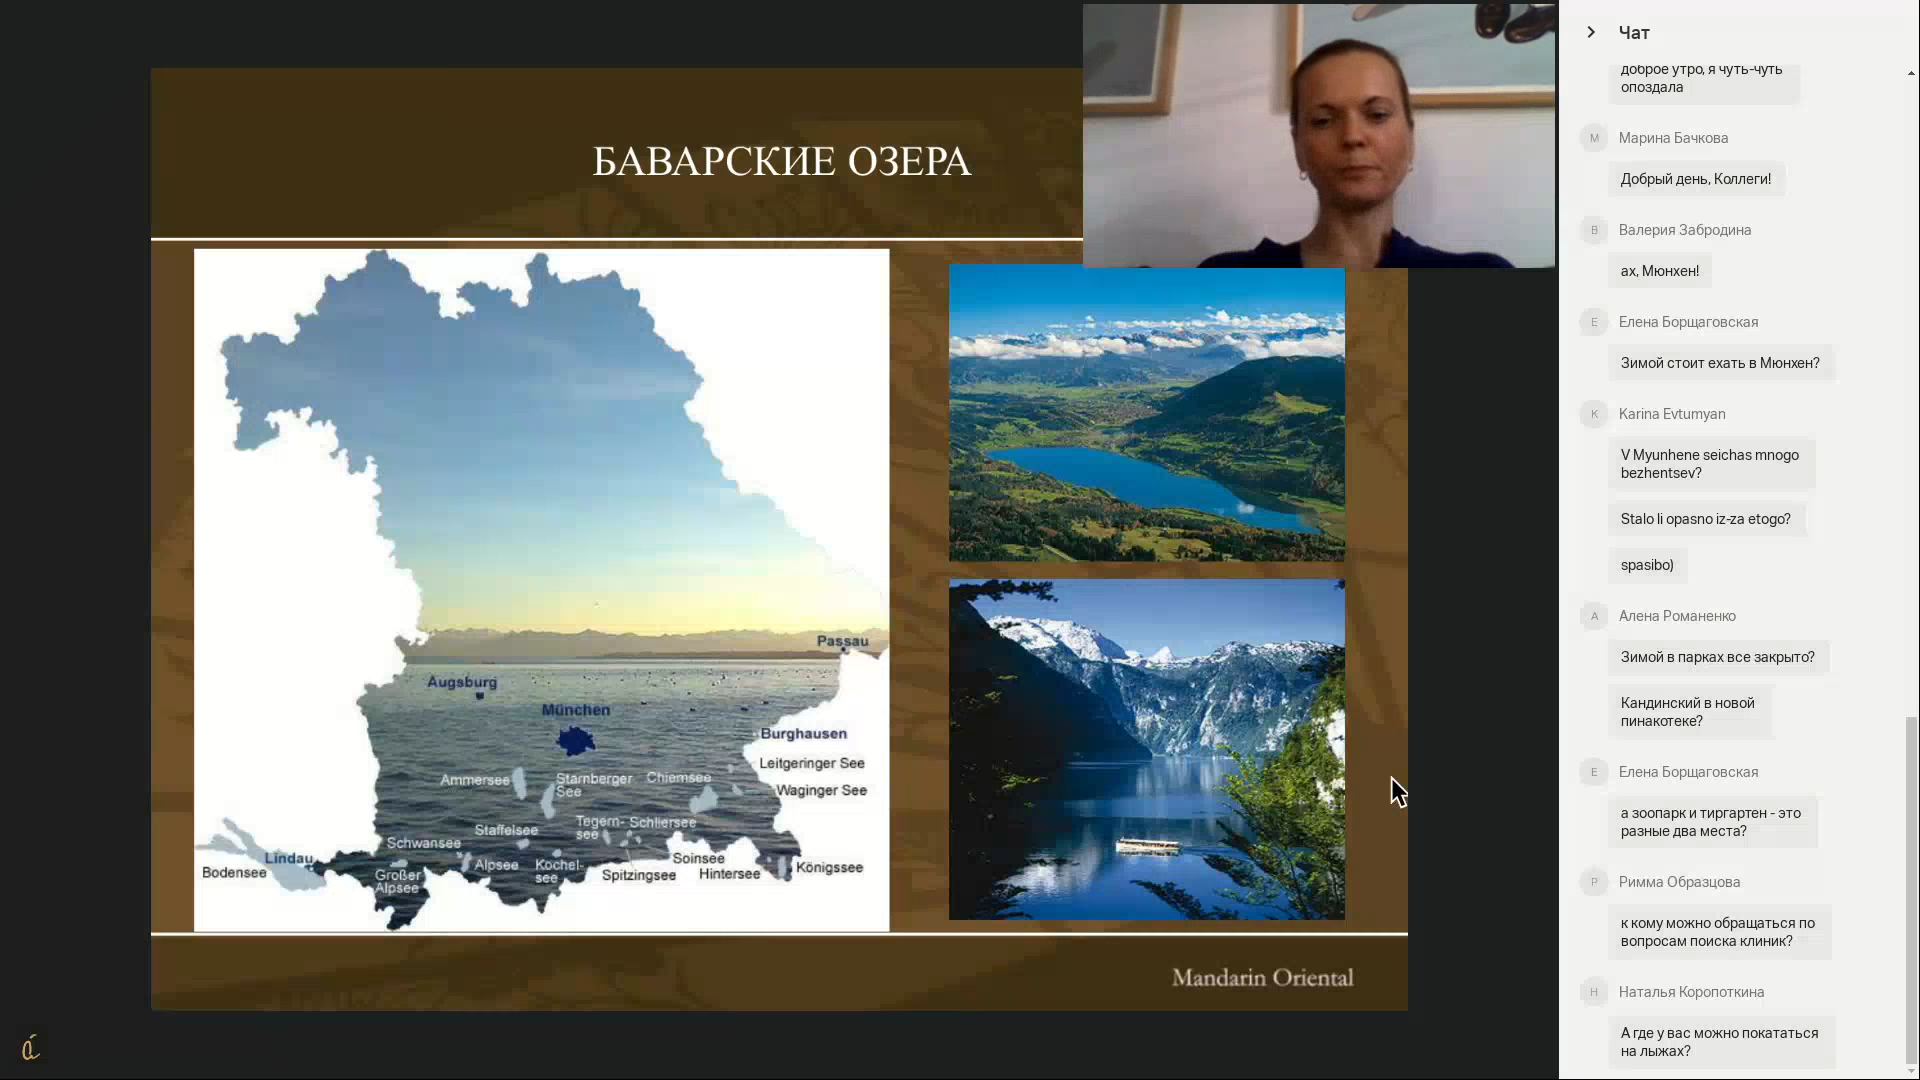 БАВАРСКИЕ ОЗЕРА
Passau
Augsburg
München
Burghausen
Leitgeringer See
Ammersee
Starnberger
See
Chiemsee
Waginger See
Tegern-
see
Schliersee
Staffelsee
Schwansee
Lindau
Bodensee
Großer
Alpsee
Alpsee
Kochel-
see
Spitzingsee
Soinsee
Hintersee
Königssee
Mandarin Oriental
á
Чат
доброе утро, я чуть-чуть
опоздала
М
Марина Бачкова
Добрый день, Коллеги!
В
Валерия Забродина
ах, Мюнхен!
Е
Елена Борщаговская
Зимой стоит ехать в Мюнхен?
K
Karina Evtumyan
V Myunhene seichas mnogo
bezhentsev?
Stalo li opasno iz-za etogo?
spasibo)
А
Алена Романенко
Зимой в парках все закрыто?
Кандинский в новой
пинакотеке?
Е
Елена Борщаговская
а зоопарк и тиргартен - это
разные два места?
Р
Римма Образцова
к кому можно обращаться по
вопросам поиска клиник?
Н
Наталья Коропоткина
А где у вас можно покататься
на лыжах?